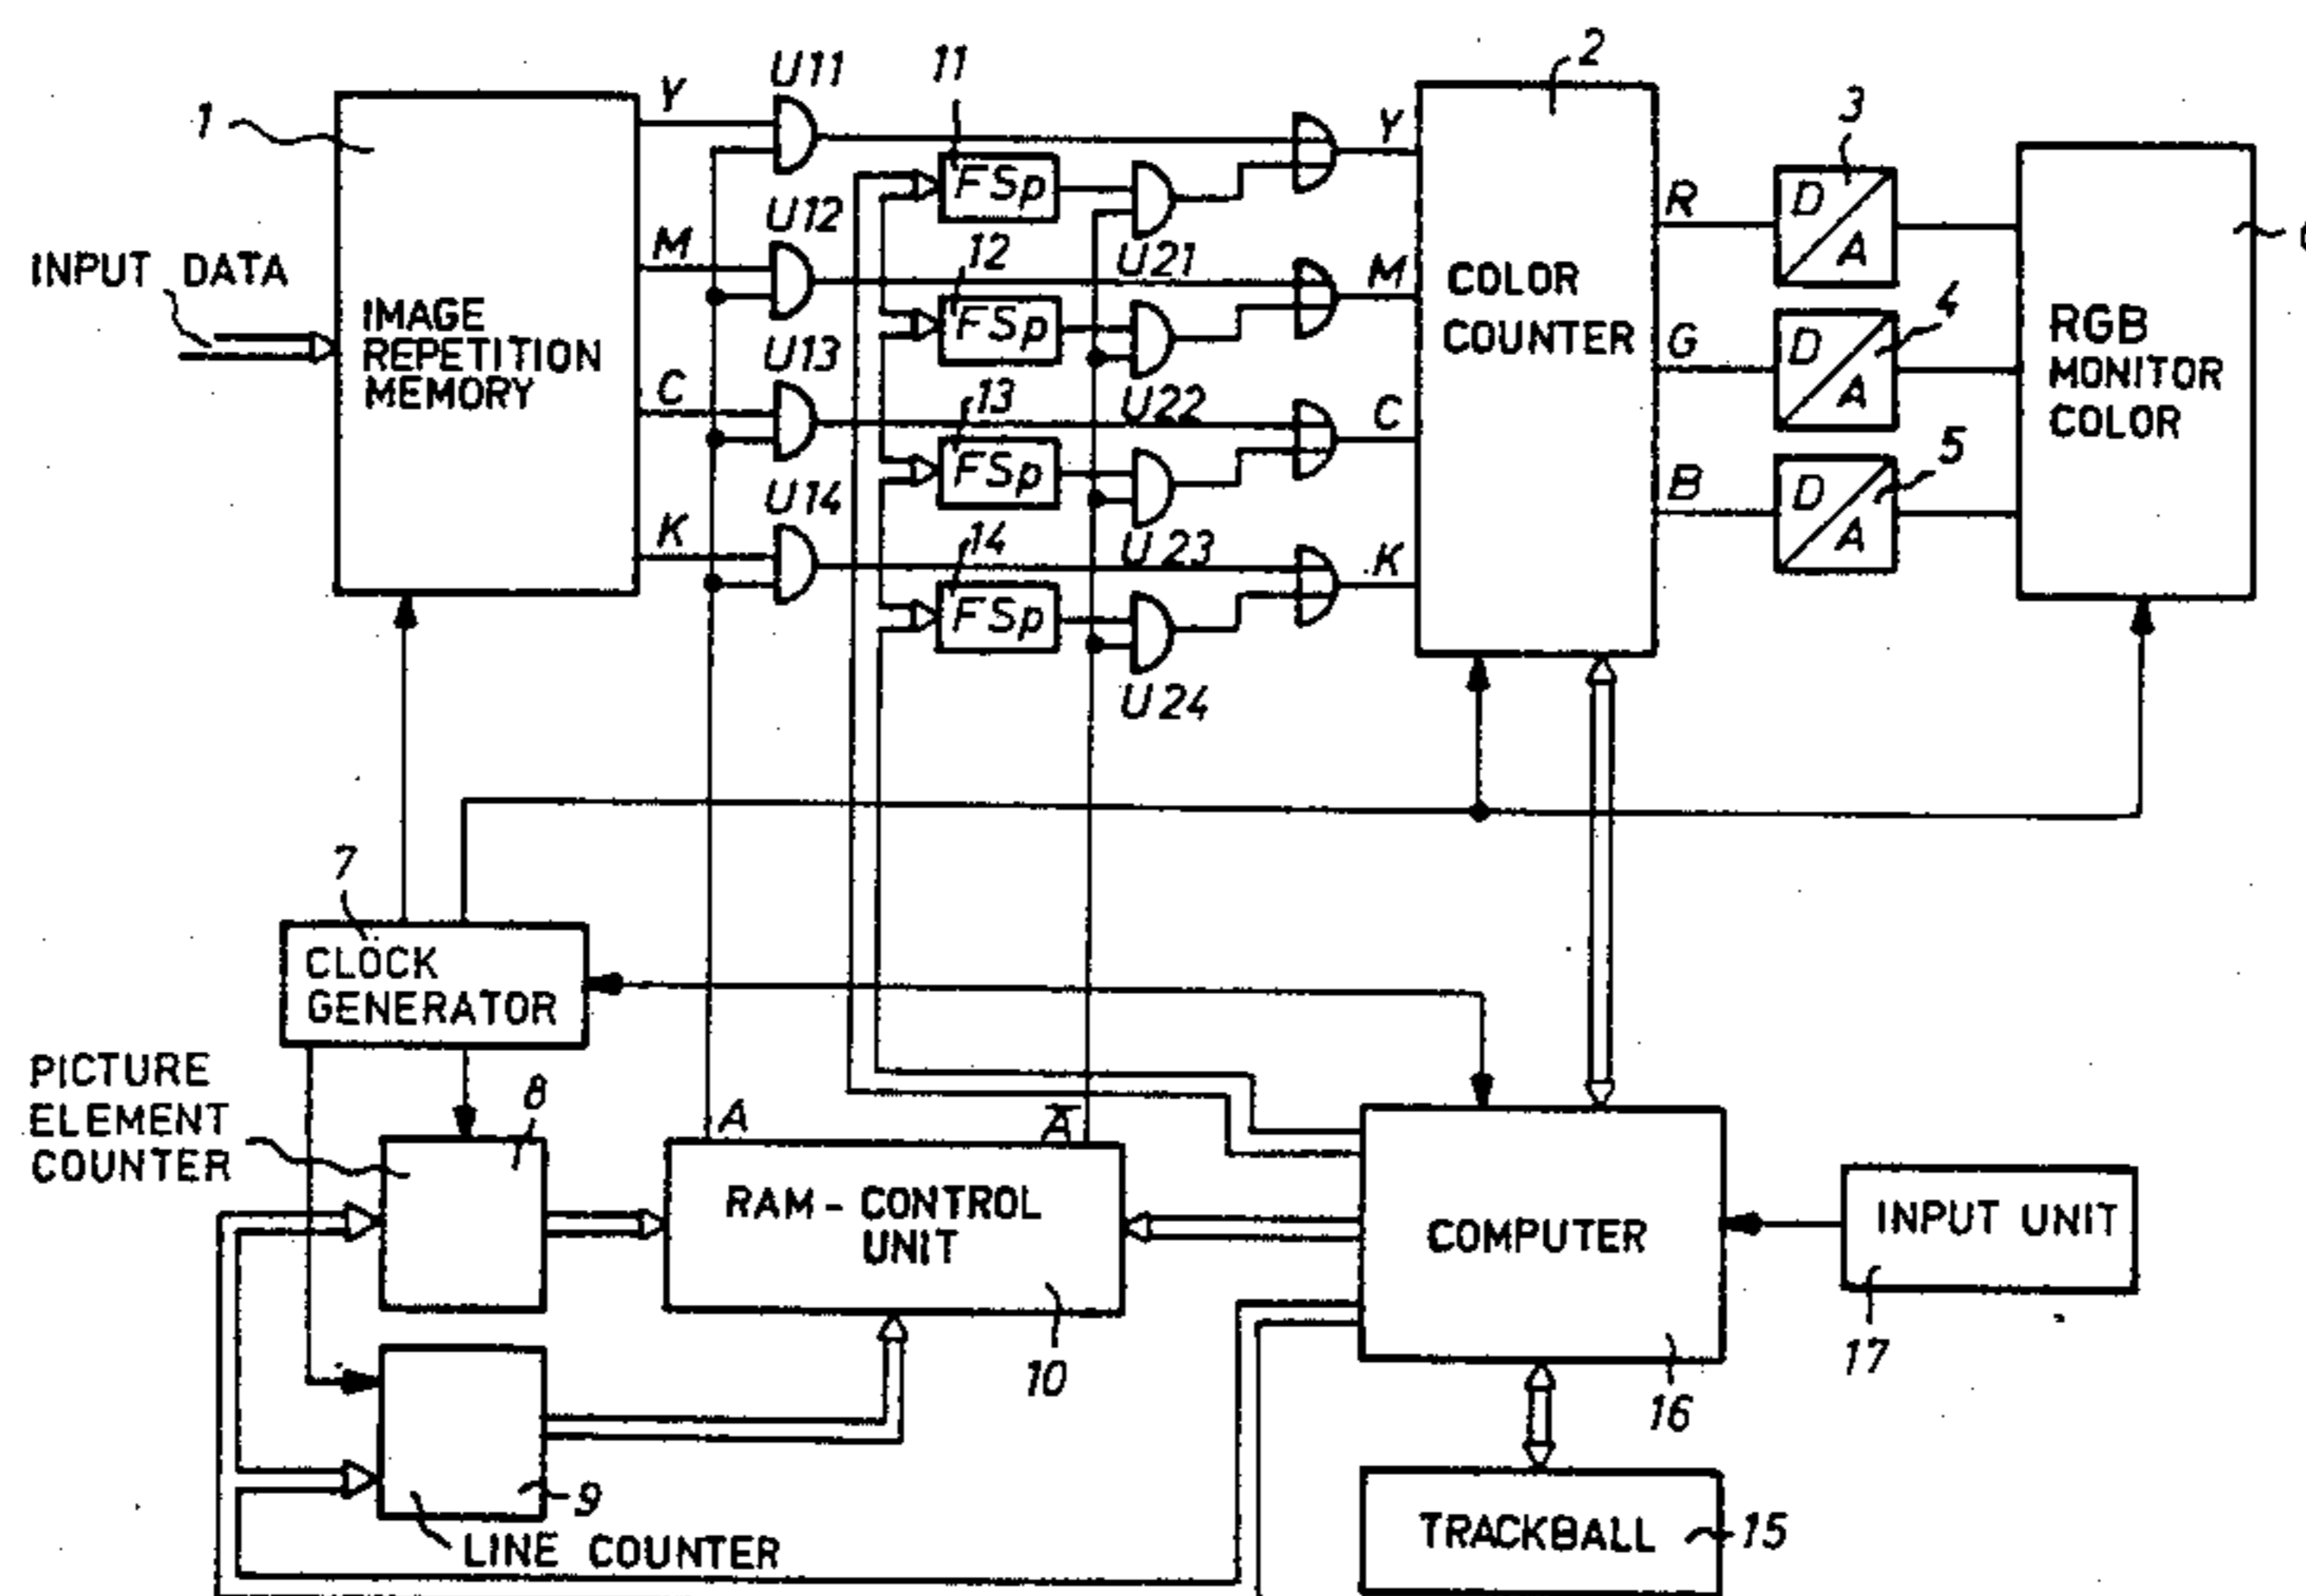 U11
11
2
Y
1
Y
3
FSp
U12
R
D
A
12
U21
M
M
INPUT DATA
COLOR
COUNTER
4
IMAGE
REPETITION
MEMORY
FSp
RGB
MONITOR
COLOR
U13
G
D
A
13
U22
C
C
5
FSp
U14
B
D
A
14
U23
K
K
FSp
U24
7
CLOCK
GENERATOR
PICTURE
ELEMENT
COUNTER
8
A
A̅
RAM - CONTROL
UNIT
COMPUTER
INPUT UNIT
10
16
17
9
LINE COUNTER
TRACKBALL
15